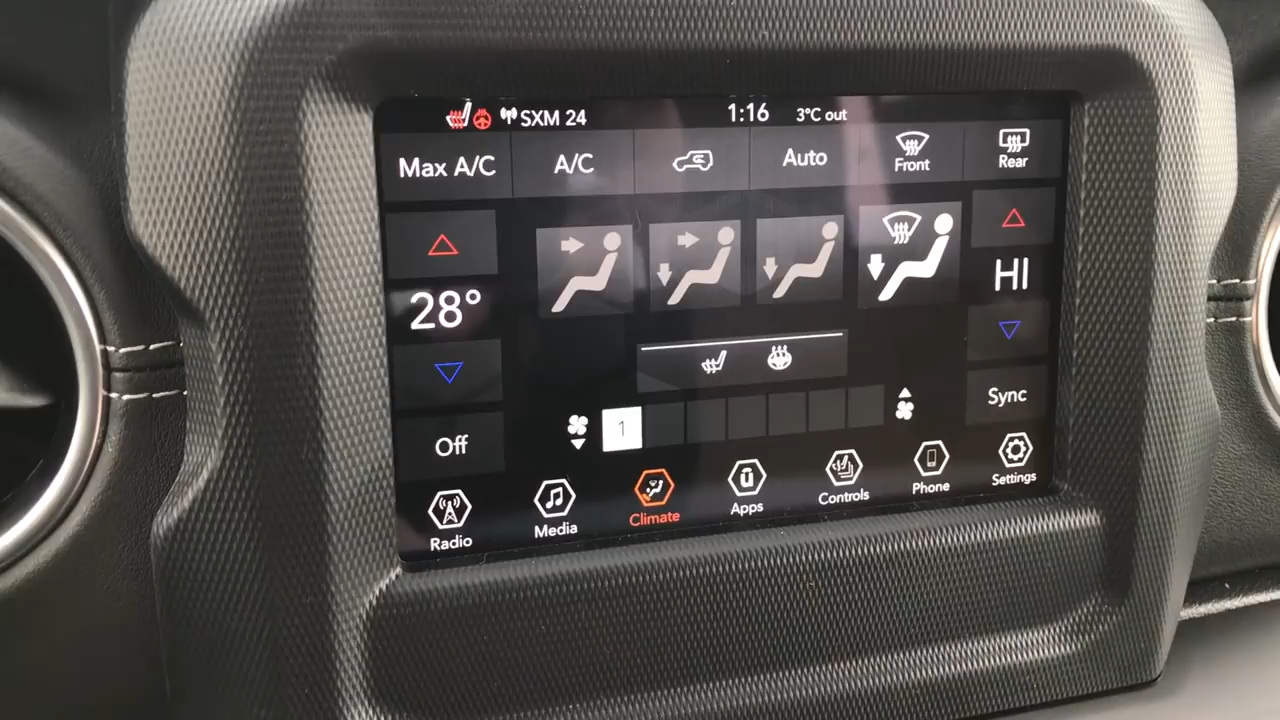 SXM 24
1:16
3°C out
Max A/C
A/C
Auto
Front
Rear
28°
HI
Off
1
Sync
Radio
Media
Climate
Apps
Controls
Phone
Settings